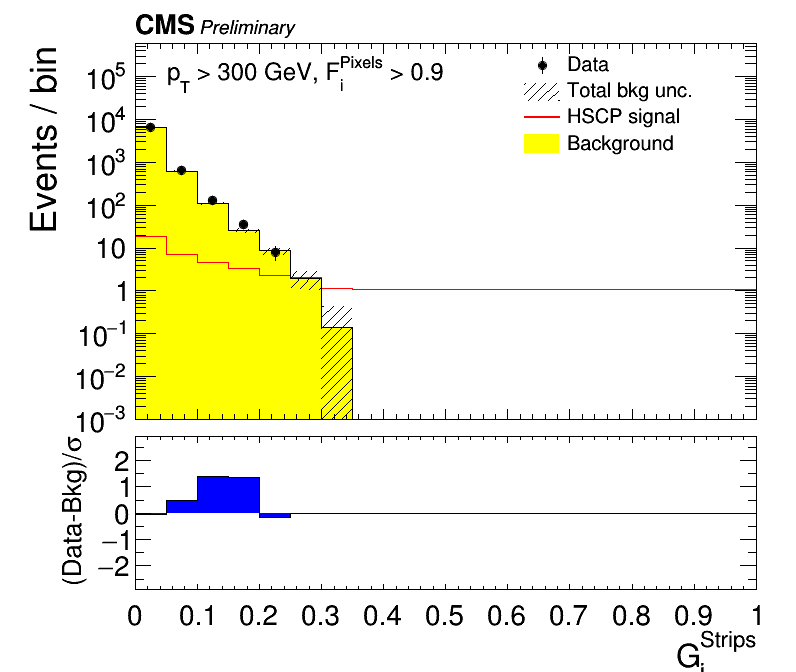 CMS Preliminary
Events / bin
p_T > 300 GeV, F_i^Pixels > 0.9
Data
Total bkg unc.
HSCP signal
Background
10^5
10^4
10^3
10^2
10
1
10^−1
10^−2
10^−3
(Data-Bkg)/σ
2
1
0
−1
−2
0 0.1 0.2 0.3 0.4 0.5 0.6 0.7 0.8 0.9 1
G_i^Strips